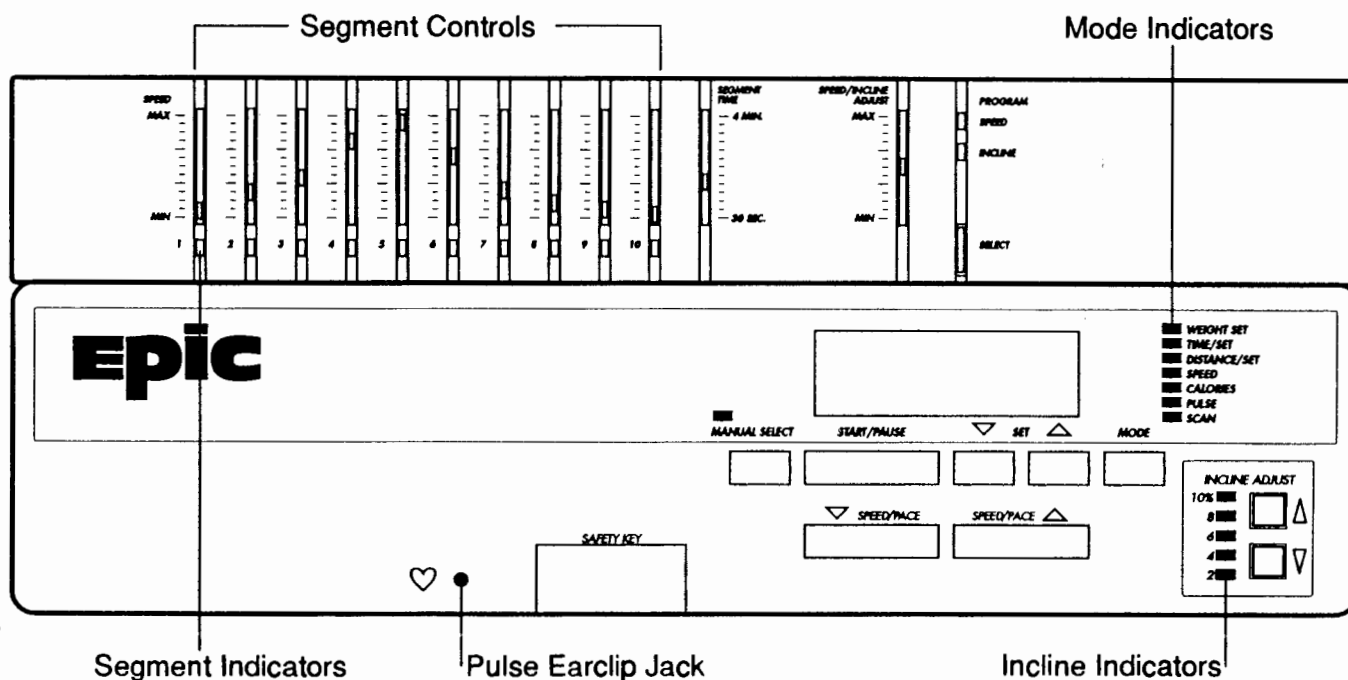 Segment Controls
Mode Indicators
SPEED
MAX
MIN
1 2 3 4 5 6 7 8 9 10
SEGMENT
TIME
4 MIN.
30 SEC.
SPEED/INCLINE
ADJUST
MAX
MIN
PROGRAM
SPEED
INCLINE
SELECT
Epic
WEIGHT SET
TIME/SET
DISTANCE/SET
SPEED
CALORIES
PULSE
SCAN
MANUAL SELECT
START/PAUSE
▽ SET △
MODE
▽ SPEED/PACE
SPEED/PACE △
INCLINE ADJUST
10%
8
6
4
2
SAFETY KEY
Segment Indicators
Pulse Earclip Jack
Incline Indicators